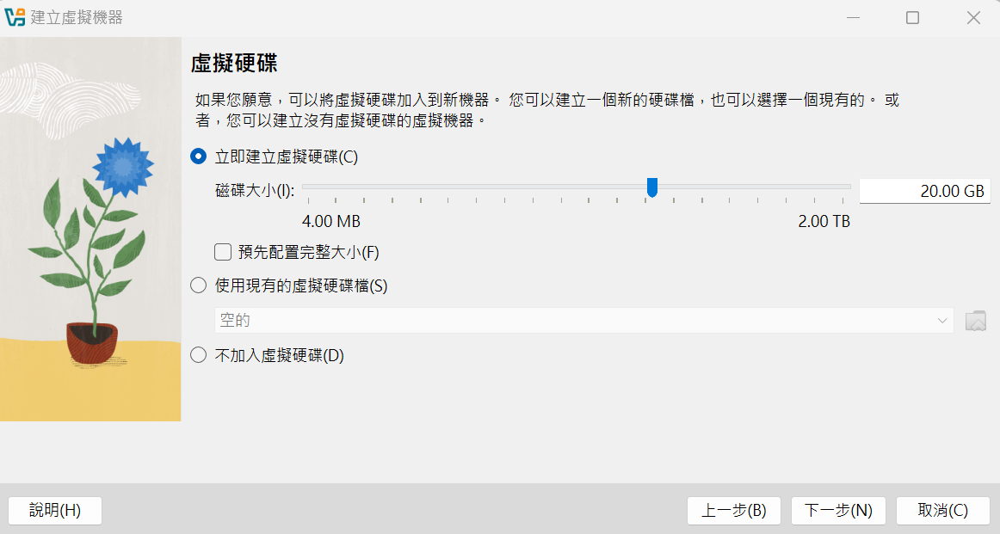 建立虛擬機器
虛擬硬碟
如果您願意，可以將虛擬硬碟加入到新機器。 您可以建立一個新的硬碟檔，也可以選擇一個現有的。 或
者，您可以建立沒有虛擬硬碟的虛擬機器。
立即建立虛擬硬碟(C)
磁碟大小(I):
20.00 GB
4.00 MB
2.00 TB
預先配置完整大小(F)
使用現有的虛擬硬碟檔(S)
空的
不加入虛擬硬碟(D)
說明(H)
上一步(B)
下一步(N)
取消(C)